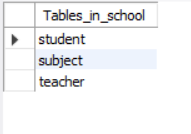 Tables_in_school
student
subject
teacher